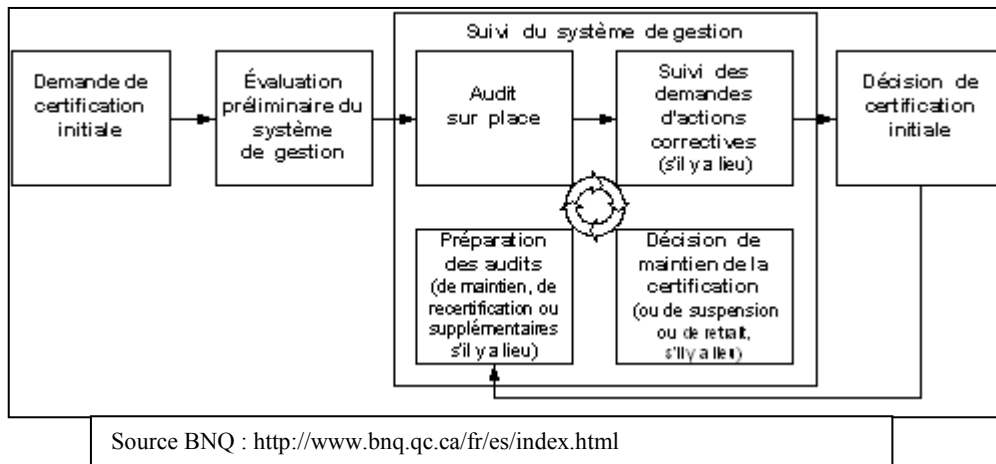 Suivi du système de gestion
Demande de
certification
initiale
Évaluation
préliminaire du
système
de gestion
Audit
sur place
Suivi des
demandes
d'actions
correctives
(s'il y a lieu)
Décision de
certification
initiale
Préparation
des audits
(de maintien, de
recertification ou
supplémentaires
s'il y a lieu)
Décision de
maintien de la
certification
(ou de suspension
ou de retrait,
s'il y a lieu)
Source BNQ : http://www.bnq.qc.ca/fr/es/index.html